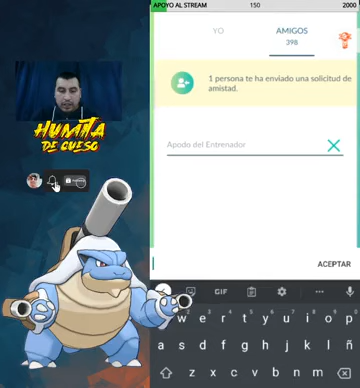 APOYO AL STREAM 150 2000
YO
AMIGOS
398
1 persona te ha enviado una solicitud de
amistad.
Apodo del Entrenador
HUMITA
DE QUESO
ACEPTAR
GIF
w e r t y u i o p
a s d f g h j k l ñ
z x c v b n m